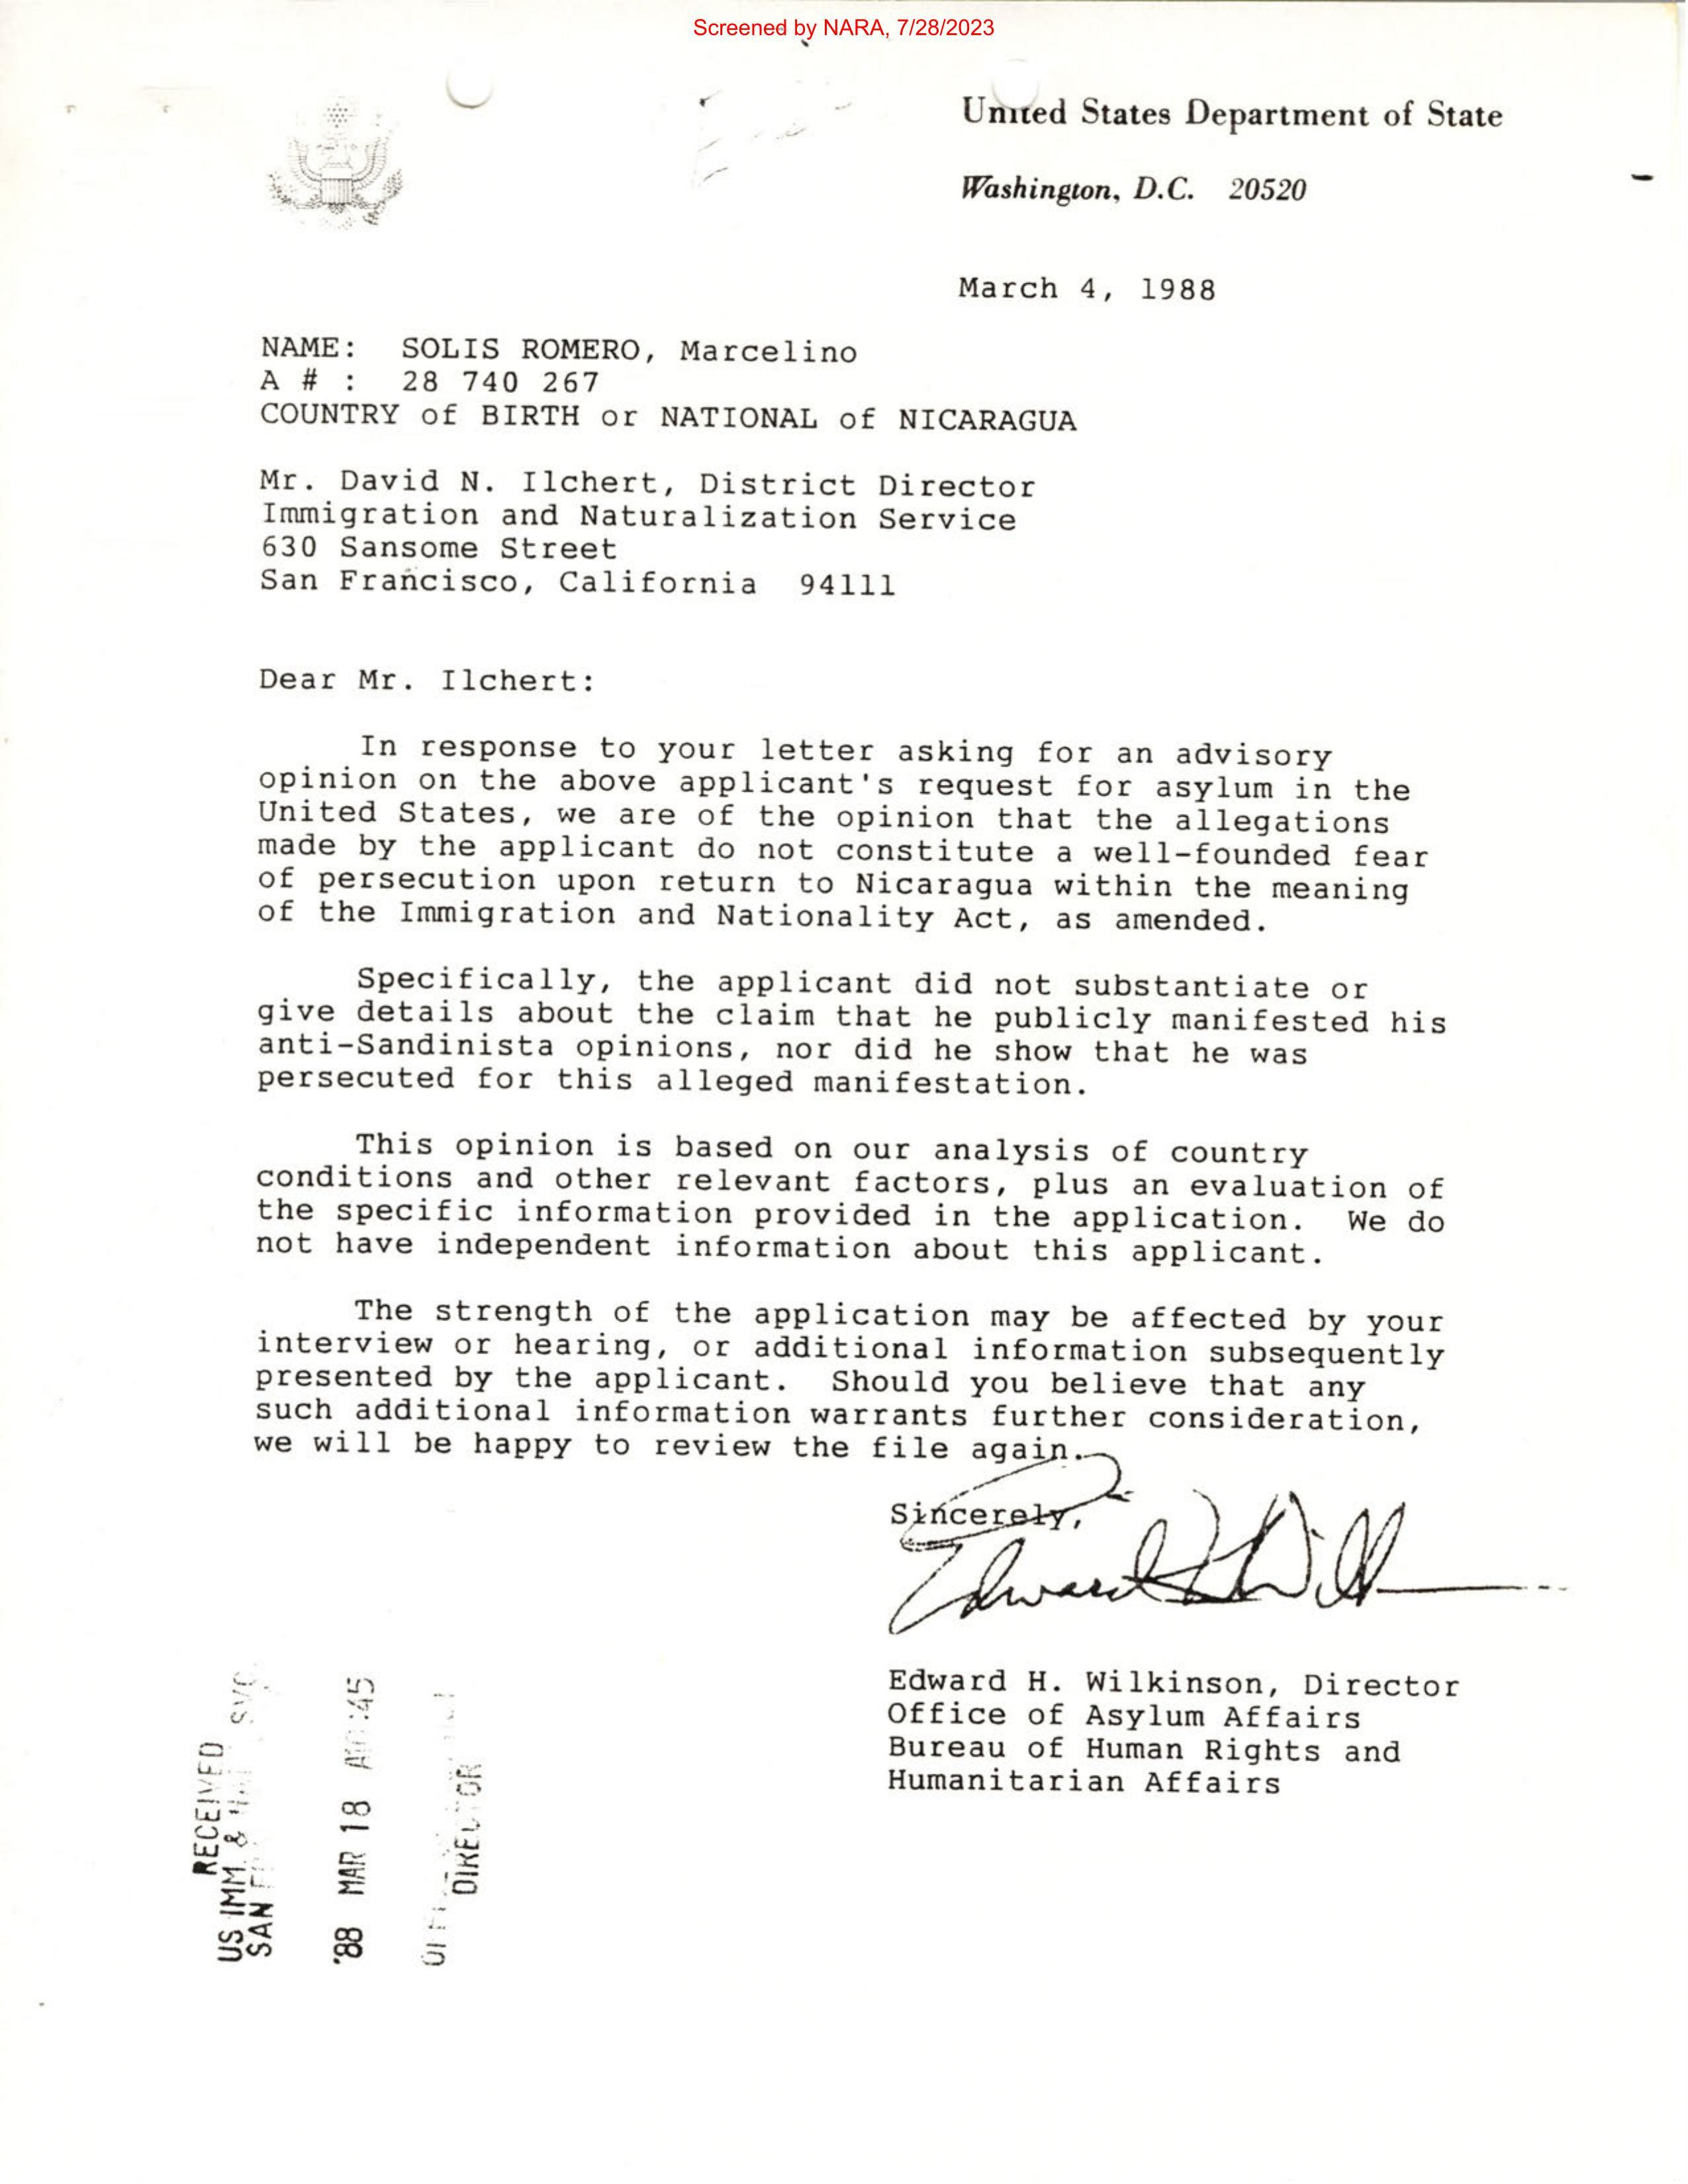 Screened by NARA, 7/28/2023
United States Department of State
Washington, D.C. 20520
March 4, 1988
NAME: SOLIS ROMERO, Marcelino
A # : 28 740 267
COUNTRY of BIRTH or NATIONAL of NICARAGUA
Mr. David N. Ilchert, District Director
Immigration and Naturalization Service
630 Sansome Street
San Francisco, California 94111
Dear Mr. Ilchert:
In response to your letter asking for an advisory
opinion on the above applicant's request for asylum in the
United States, we are of the opinion that the allegations
made by the applicant do not constitute a well-founded fear
of persecution upon return to Nicaragua within the meaning
of the Immigration and Nationality Act, as amended.
Specifically, the applicant did not substantiate or
give details about the claim that he publicly manifested his
anti-Sandinista opinions, nor did he show that he was
persecuted for this alleged manifestation.
This opinion is based on our analysis of country
conditions and other relevant factors, plus an evaluation of
the specific information provided in the application. We do
not have independent information about this applicant.
The strength of the application may be affected by your
interview or hearing, or additional information subsequently
presented by the applicant. Should you believe that any
such additional information warrants further consideration,
we will be happy to review the file again.
Sincerely,
Edward H. Wilkinson, Director
Office of Asylum Affairs
Bureau of Human Rights and
Humanitarian Affairs
RECEIVED
US IMM. & SVC.
SAN
'88 MAR 18 :45
DIRECTOR